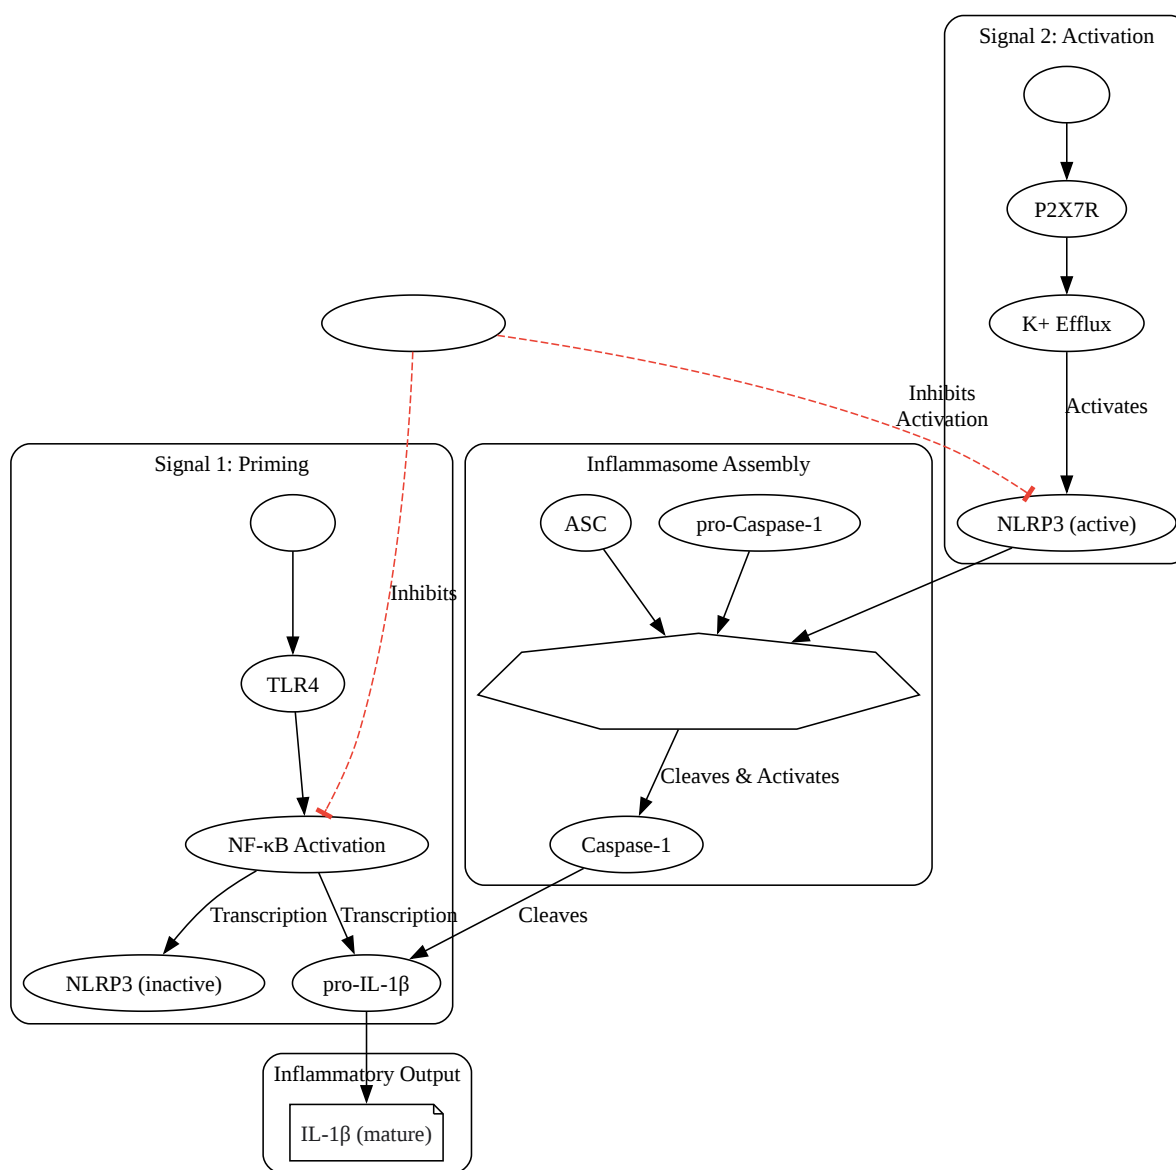 Signal 2: Activation
P2X7R
K+ Efflux
Inhibits
Activation
Activates
Signal 1: Priming
Inflammasome Assembly
ASC
pro-Caspase-1
NLRP3 (active)
Inhibits
TLR4
Cleaves & Activates
NF-κB Activation
Caspase-1
Transcription
Transcription
Cleaves
NLRP3 (inactive)
pro-IL-1β
Inflammatory Output
IL-1β (mature)